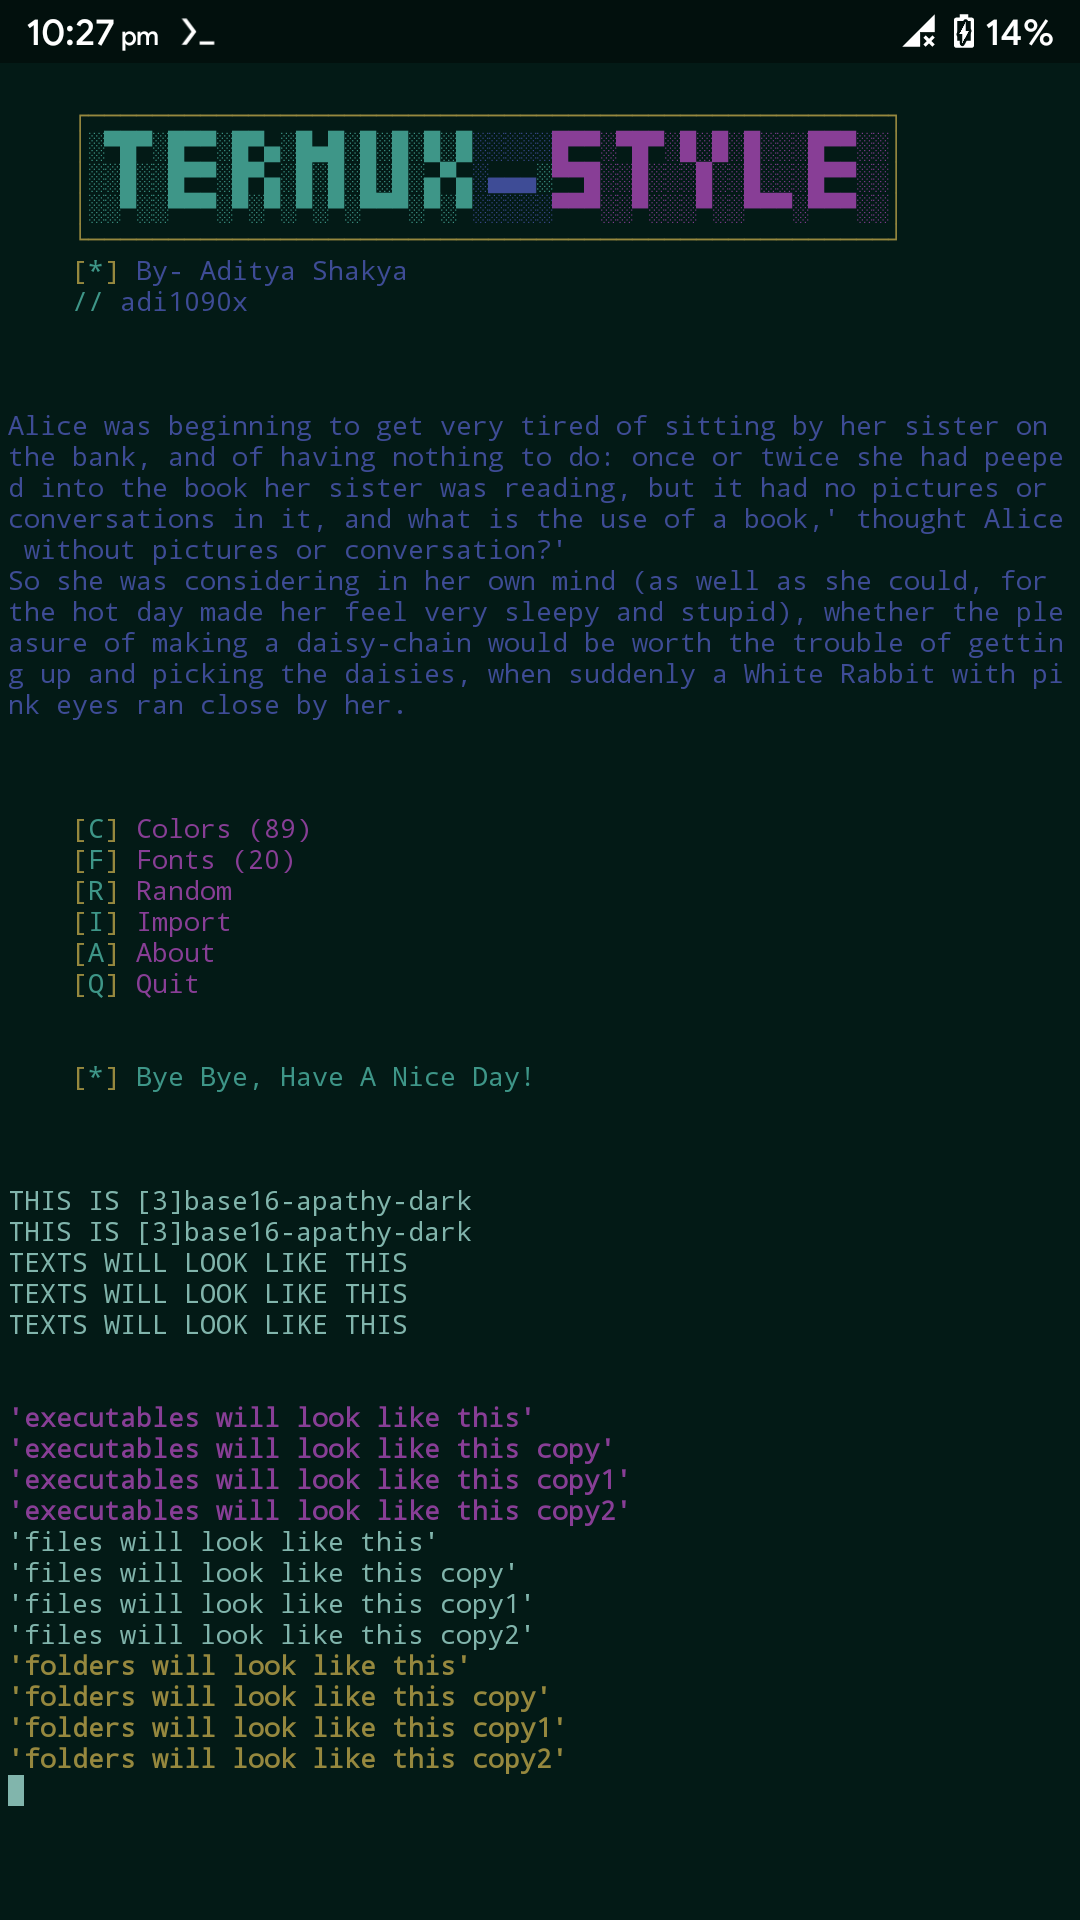 10:27 pm 14%
TERMUX-STYLE
[*] By- Aditya Shakya
// adi1090x
Alice was beginning to get very tired of sitting by her sister on
the bank, and of having nothing to do: once or twice she had peepe
d into the book her sister was reading, but it had no pictures or
conversations in it, and what is the use of a book,' thought Alice
without pictures or conversation?'
So she was considering in her own mind (as well as she could, for
the hot day made her feel very sleepy and stupid), whether the ple
asure of making a daisy-chain would be worth the trouble of gettin
g up and picking the daisies, when suddenly a White Rabbit with pi
nk eyes ran close by her.
[C] Colors (89)
[F] Fonts (20)
[R] Random
[I] Import
[A] About
[Q] Quit
[*] Bye Bye, Have A Nice Day!
THIS IS [3]base16-apathy-dark
THIS IS [3]base16-apathy-dark
TEXTS WILL LOOK LIKE THIS
TEXTS WILL LOOK LIKE THIS
TEXTS WILL LOOK LIKE THIS
'executables will look like this'
'executables will look like this copy'
'executables will look like this copy1'
'executables will look like this copy2'
'files will look like this'
'files will look like this copy'
'files will look like this copy1'
'files will look like this copy2'
'folders will look like this'
'folders will look like this copy'
'folders will look like this copy1'
'folders will look like this copy2'